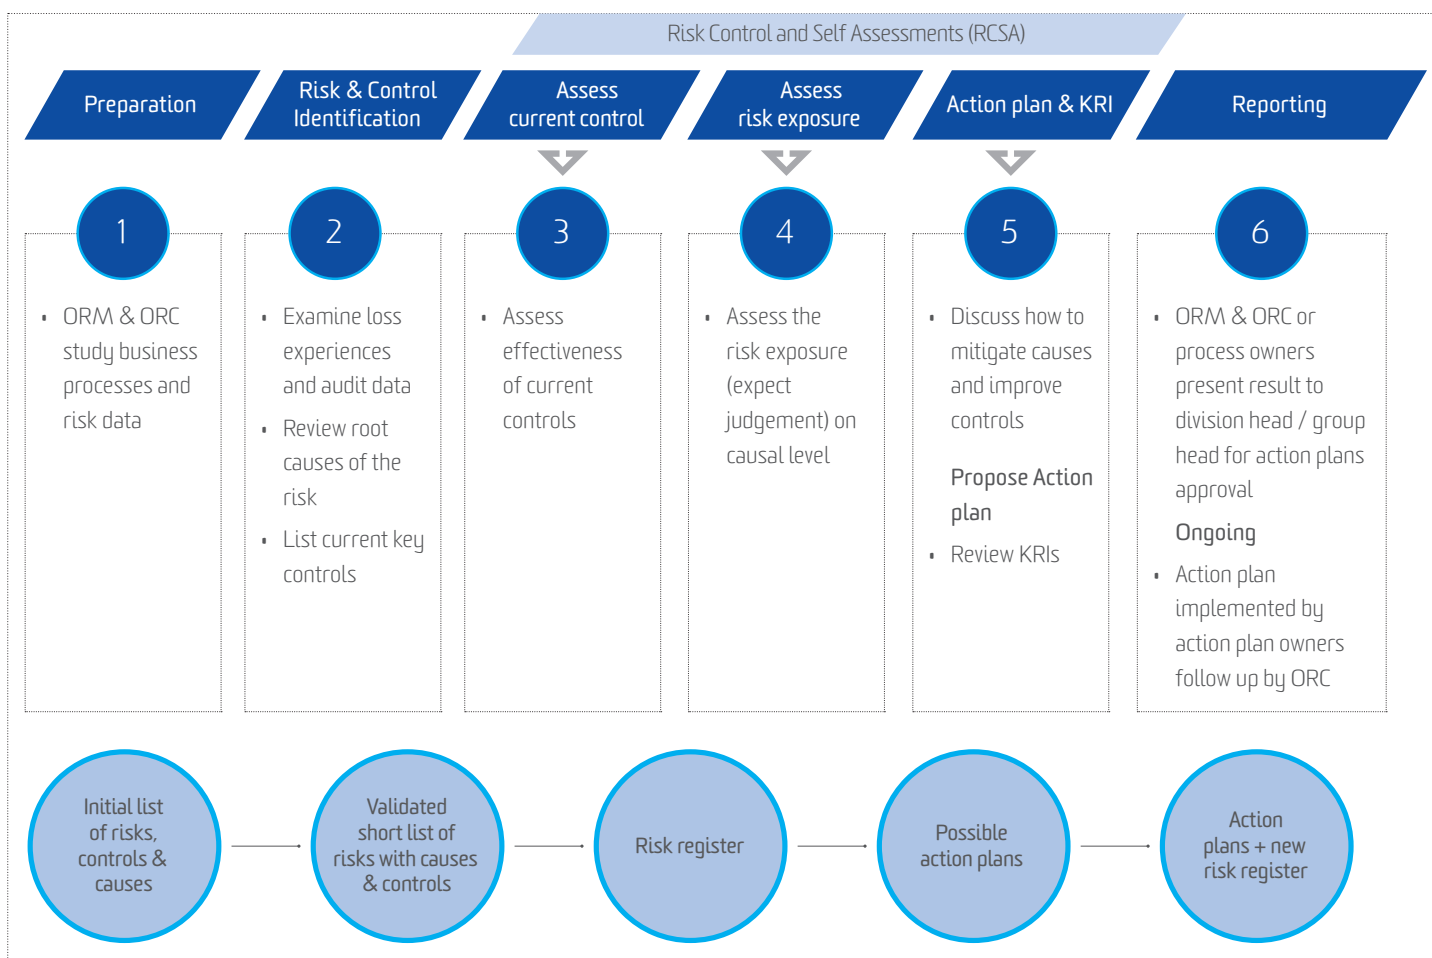 Risk Control and Self Assessments (RCSA)
Preparation
Risk & Control
Identification
Assess
current control
Assess
risk exposure
Action plan & KRI
Reporting
1
• ORM & ORC
study business
processes and
risk data
2
• Examine loss
experiences
and audit data
• Review root
causes of the
risk
• List current key
controls
3
• Assess
effectiveness
of current
controls
4
• Assess the
risk exposure
(expect
judgement) on
causal level
5
• Discuss how to
mitigate causes
and improve
controls
Propose Action
plan
• Review KRIs
6
• ORM & ORC or
process owners
present result to
division head / group
head for action plans
approval
Ongoing
• Action plan
implemented by
action plan owners
follow up by ORC
Initial list
of risks,
controls &
causes
Validated
short list of
risks with causes
& controls
Risk register
Possible
action plans
Action
plans + new
risk register